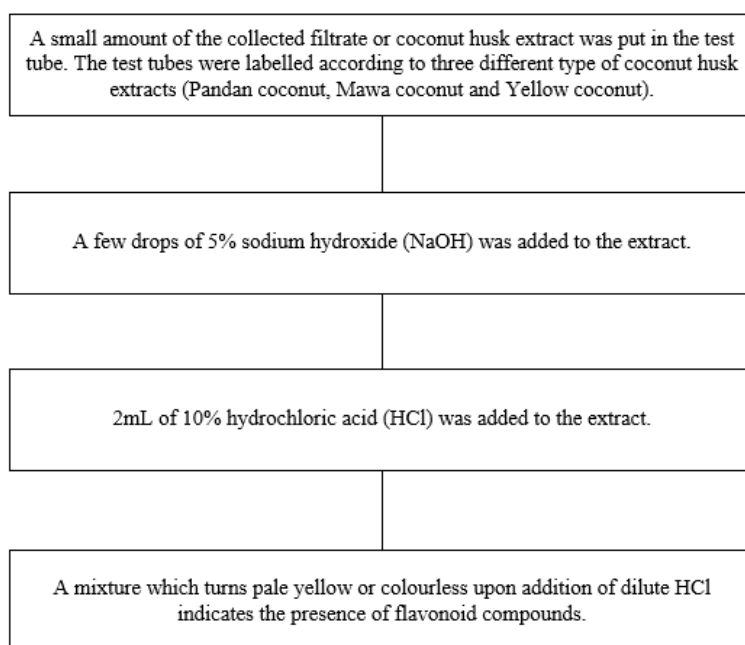 A small amount of the collected filtrate or coconut husk extract was put in the test
tube. The test tubes were labelled according to three different type of coconut husk
extracts (Pandan coconut, Mawa coconut and Yellow coconut).
A few drops of 5% sodium hydroxide (NaOH) was added to the extract.
2mL of 10% hydrochloric acid (HCl) was added to the extract.
A mixture which turns pale yellow or colourless upon addition of dilute HCl
indicates the presence of flavonoid compounds.